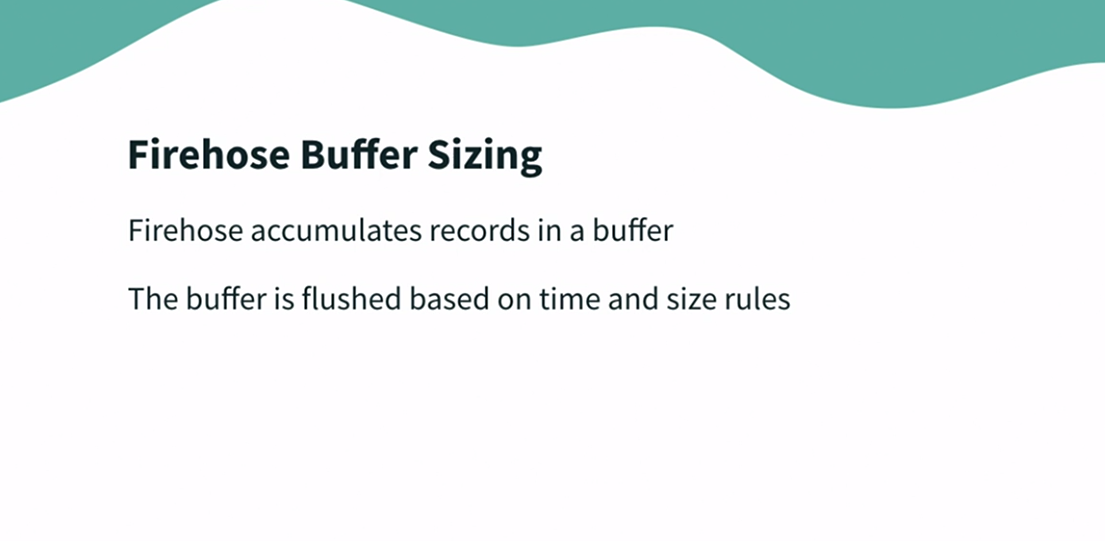 Firehose Buffer Sizing
Firehose accumulates records in a buffer
The buffer is flushed based on time and size rules